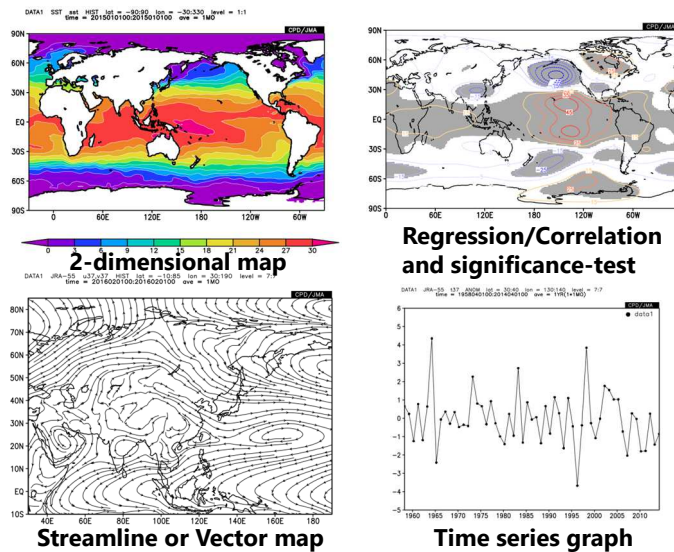 DATA1 SST sst HIST lat = -90:90 lon = -30:330 level = 1:1
time = 2015010100:2015010100 ave = 1MO
CPD/JMA
90N
60N
30N
EQ
30S
60S
90S
0 60E 120E 180 120W 60W
0 3 6 9 12 15 18 21 24 27 30
2-dimensional map
CPD/JMA
90N
60N
30N
EQ
30S
60S
90S
0 60E 120E 180 120W 60W
Regression/Correlation
and significance-test
DATA1 JRA-55 u37,v37 HIST lat = -10:85 lon = 30:190 level = 7:7
time = 2016020100:2016020100 ave = 1MO
CPD/JMA
80N
70N
60N
50N
40N
30N
20N
10N
EQ
10S
40E 60E 80E 100E 120E 140E 160E 180
Streamline or Vector map
DATA1 JRA-55 t37 ANOM lat = 30:40 lon = 130:140 level = 7:7
time = 1958040100:2014040100 ave = 1YR(1+1MO)
CPD/JMA
data1
6
5
4
3
2
1
0
-1
-2
-3
-4
-5
1960 1965 1970 1975 1980 1985 1990 1995 2000 2005 2010
Time series graph